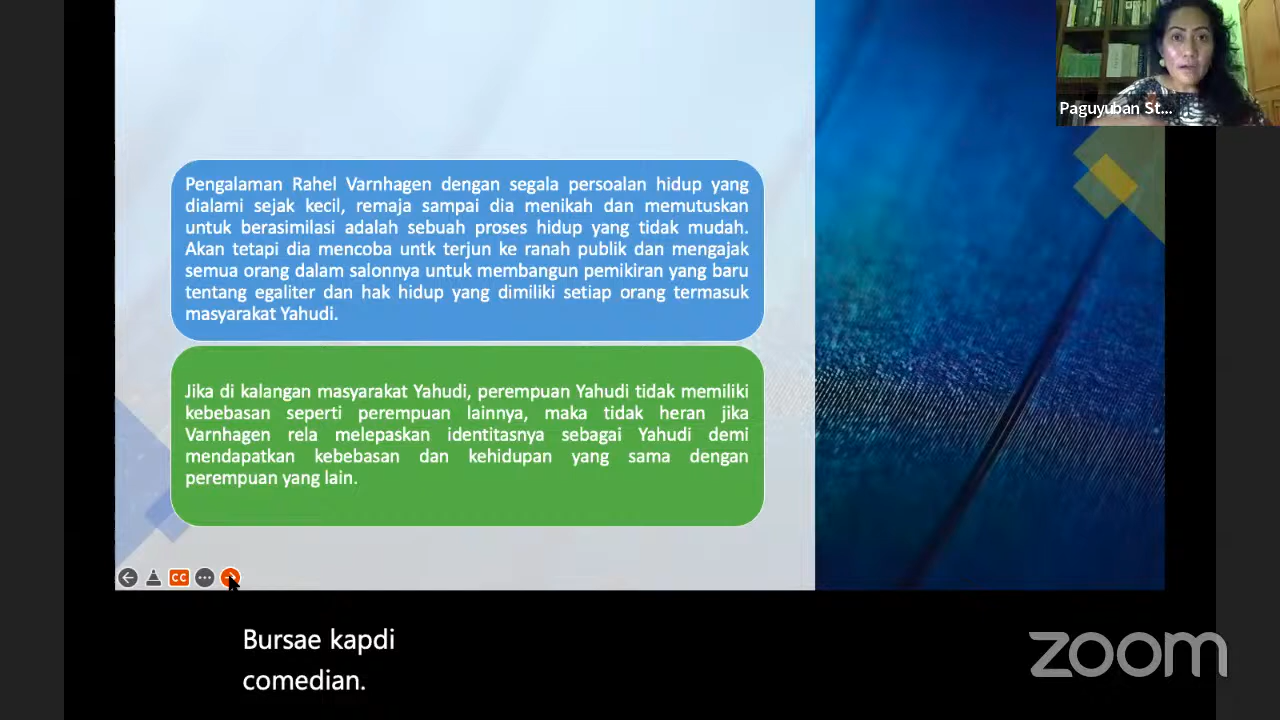 Paguyuban St...
Pengalaman Rahel Varnhagen dengan segala persoalan hidup yang
dialami sejak kecil, remaja sampai dia menikah dan memutuskan
untuk berasimilasi adalah sebuah proses hidup yang tidak mudah.
Akan tetapi dia mencoba untk terjun ke ranah publik dan mengajak
semua orang dalam salonnya untuk membangun pemikiran yang baru
tentang egaliter dan hak hidup yang dimiliki setiap orang termasuk
masyarakat Yahudi.
Jika di kalangan masyarakat Yahudi, perempuan Yahudi tidak memiliki
kebebasan seperti perempuan lainnya, maka tidak heran jika
Varnhagen rela melepaskan identitasnya sebagai Yahudi demi
mendapatkan kebebasan dan kehidupan yang sama dengan
perempuan yang lain.
CC
Bursae kapdi
comedian.
zoom